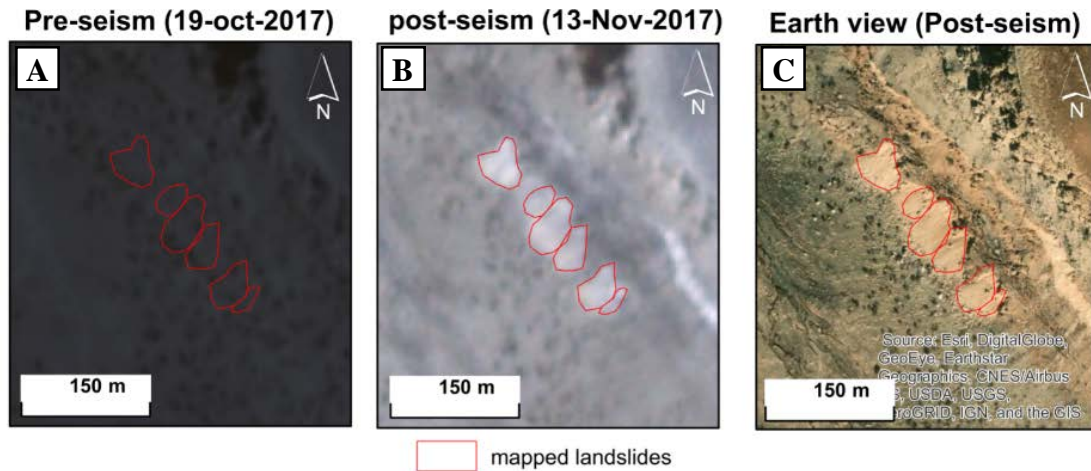 Pre-seism (19-oct-2017)
post-seism (13-Nov-2017)
Earth view (Post-seism)
A
B
C
N
N
N
Source: Esri, DigitalGlobe,
GeoEye, Earthstar
Geographics, CNES/Airbus
USDA, USGS,
AeroGRID, IGN, and the GIS
150 m
150 m
150 m
mapped landslides